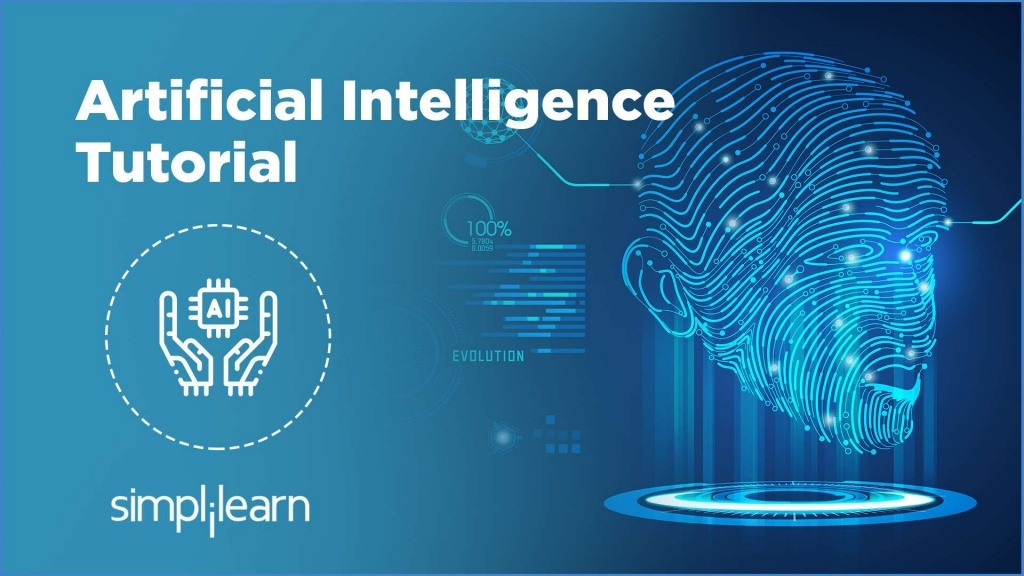 Artificial Intelligence
Tutorial
100%
AI
EVOLUTION
simplilearn